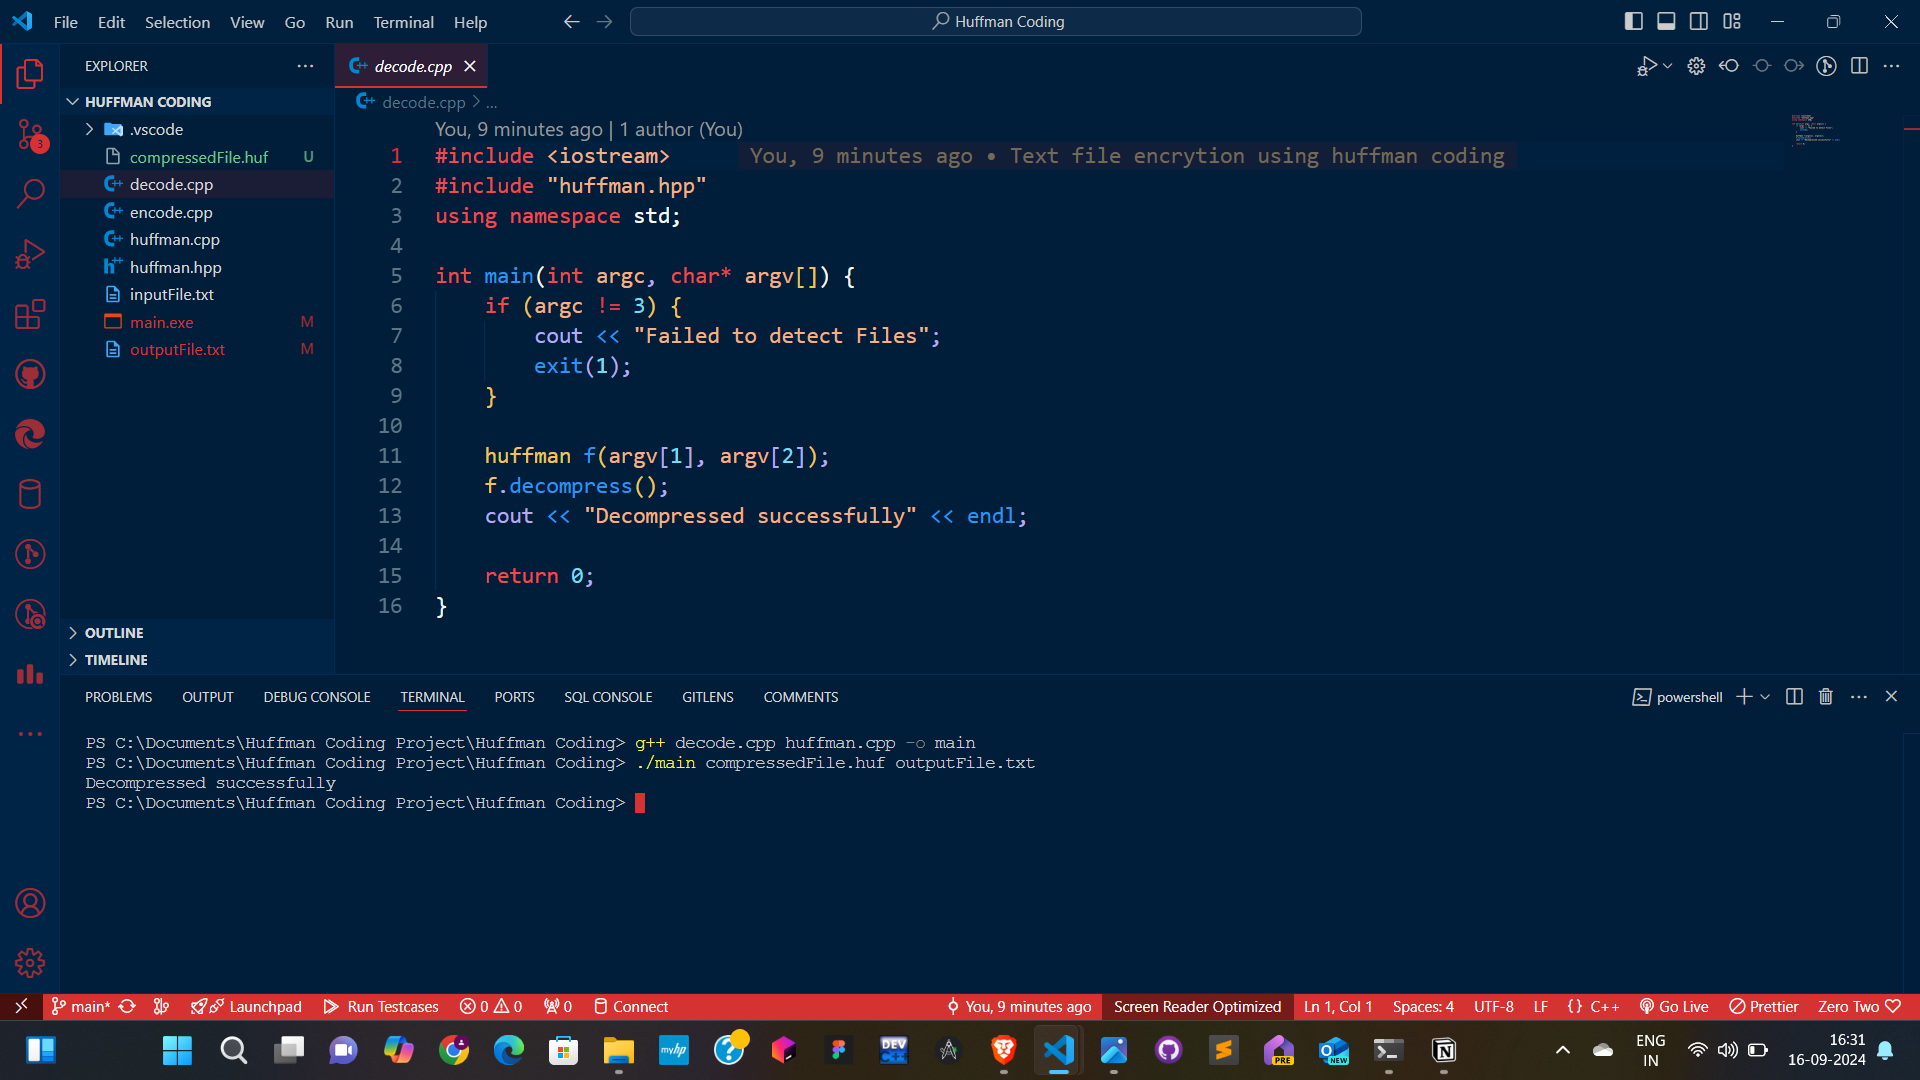 File Edit Selection View Go Run Terminal Help
Huffman Coding
EXPLORER
HUFFMAN CODING
.vscode
compressedFile.huf U
decode.cpp
encode.cpp
huffman.cpp
huffman.hpp
inputFile.txt
main.exe M
outputFile.txt M
OUTLINE
TIMELINE
3
decode.cpp
decode.cpp > ...
You, 9 minutes ago | 1 author (You)
1 #include <iostream> You, 9 minutes ago • Text file encrytion using huffman coding
2 #include "huffman.hpp"
3 using namespace std;
4
5 int main(int argc, char* argv[]) {
6 if (argc != 3) {
7 cout << "Failed to detect Files";
8 exit(1);
9 }
10
11 huffman f(argv[1], argv[2]);
12 f.decompress();
13 cout << "Decompressed successfully" << endl;
14
15 return 0;
16 }
PROBLEMS OUTPUT DEBUG CONSOLE TERMINAL PORTS SQL CONSOLE GITLENS COMMENTS
powershell
PS C:\Documents\Huffman Coding Project\Huffman Coding> g++ decode.cpp huffman.cpp -o main
PS C:\Documents\Huffman Coding Project\Huffman Coding> ./main compressedFile.huf outputFile.txt
Decompressed successfully
PS C:\Documents\Huffman Coding Project\Huffman Coding>
main* Launchpad Run Testcases 0 0 0 Connect You, 9 minutes ago Screen Reader Optimized Ln 1, Col 1 Spaces: 4 UTF-8 LF {} C++ Go Live Prettier Zero Two
myhp
DEV
PRE
NEW
ENG
IN
16:31
16-09-2024